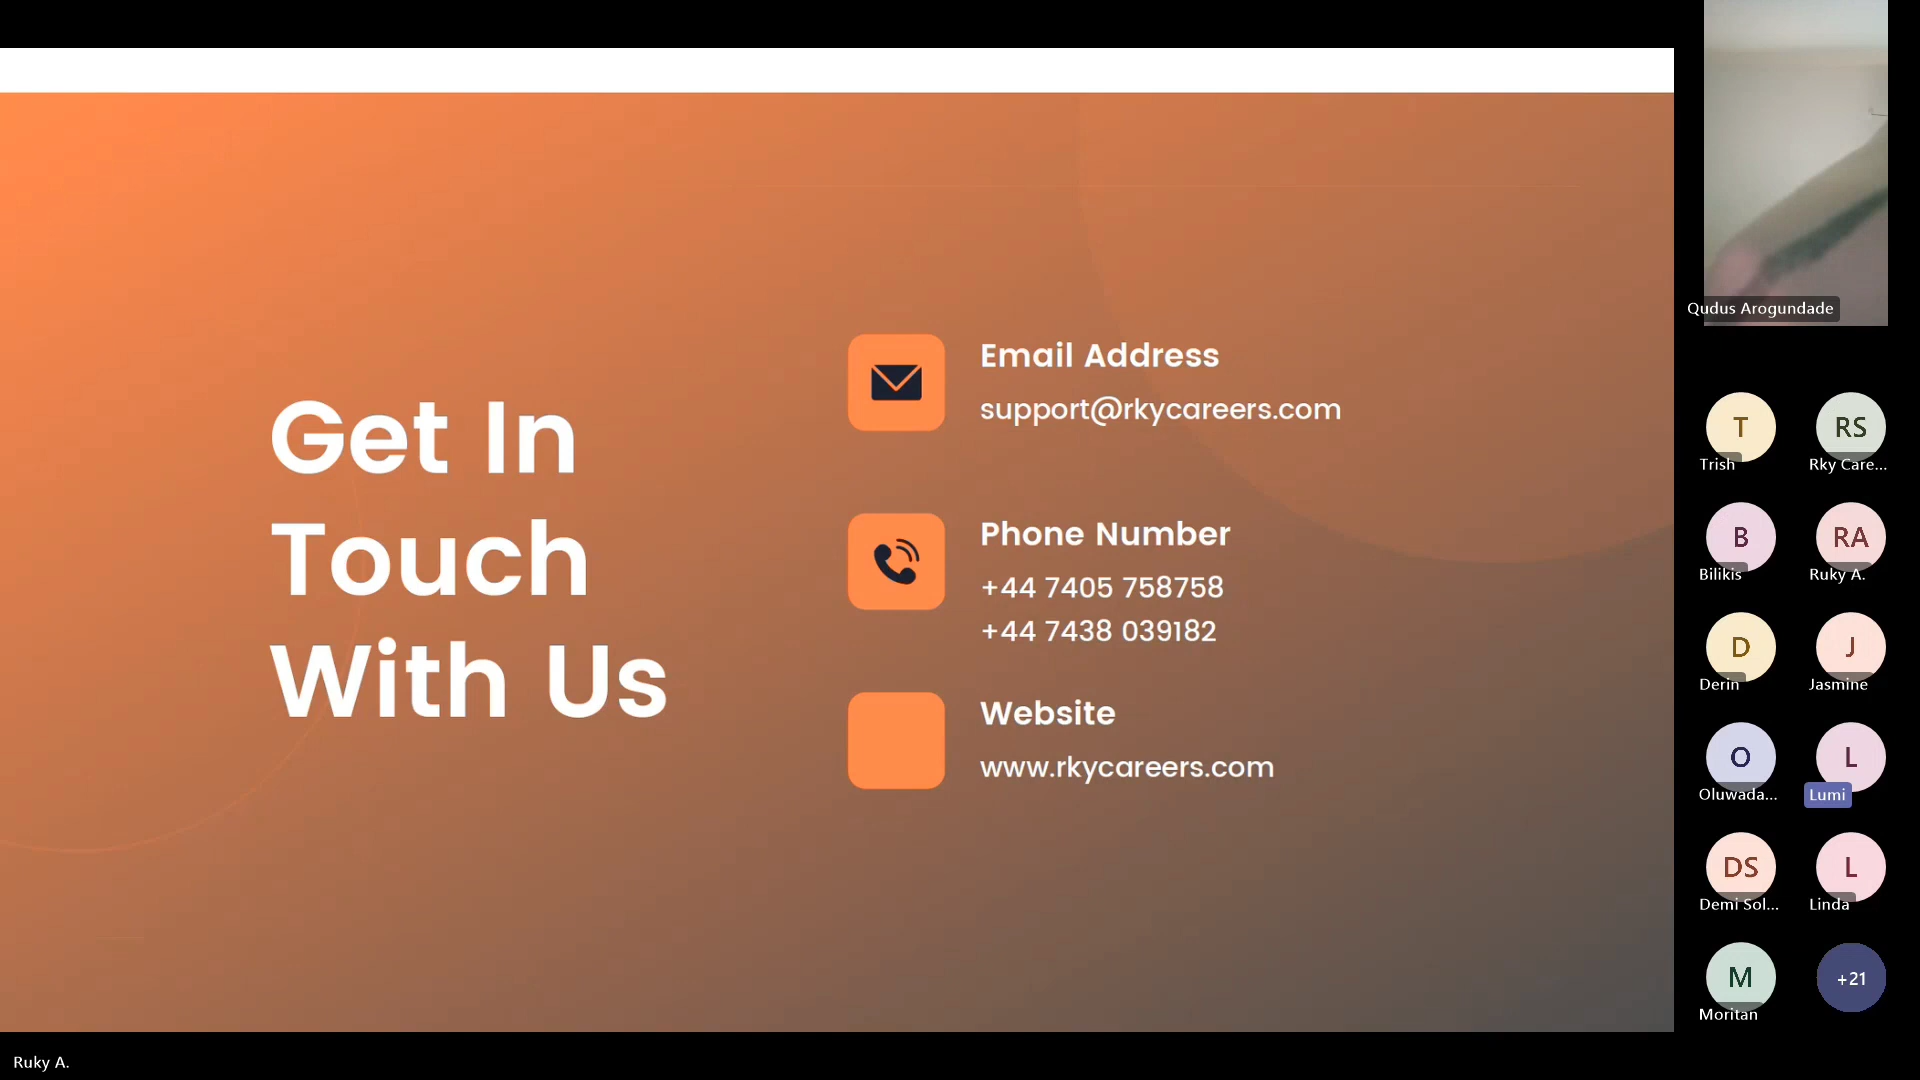 Get In
Touch
With Us
Email Address
support@rkycareers.com
Phone Number
+44 7405 758758
+44 7438 039182
Website
www.rkycareers.com
Qudus Arogundade
T
Trish
RS
Rky Care...
B
Bilikis
RA
Ruky A.
D
Derin
J
Jasmine
O
Oluwada...
L
Lumi
DS
Demi Sol...
L
Linda
M
Moritan
+21
Ruky A.